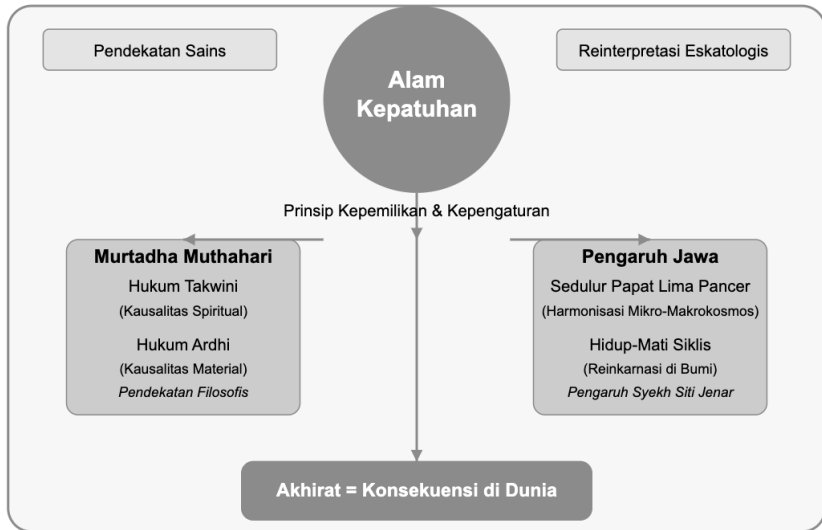 Pendekatan Sains
Reinterpretasi Eskatologis
Alam
Kepatuhan
Prinsip Kepemilikan & Kepengaturan
Murtadha Muthahari
Hukum Takwini
(Kausalitas Spiritual)
Hukum Ardhi
(Kausalitas Material)
Pendekatan Filosofis
Pengaruh Jawa
Sedulur Papat Lima Pancer
(Harmonisasi Mikro-Makrokosmos)
Hidup-Mati Siklis
(Reinkarnasi di Bumi)
Pengaruh Syekh Siti Jenar
Akhirat = Konsekuensi di Dunia